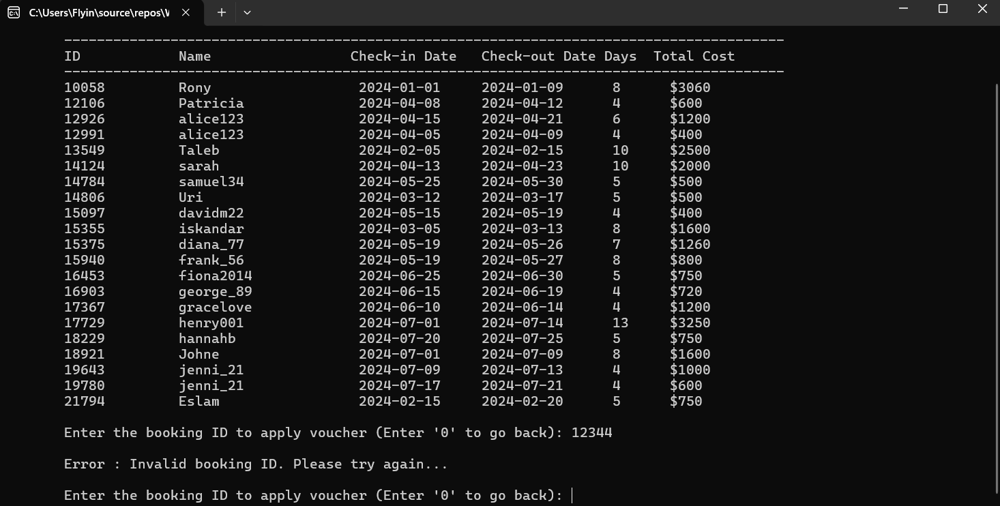 C:\Users\Flyin\source\repos\V
--------------------------------------------------------------------------------
ID Name Check-in Date Check-out Date Days Total Cost
--------------------------------------------------------------------------------
10058 Rony 2024-01-01 2024-01-09 8 $3060
12106 Patricia 2024-04-08 2024-04-12 4 $600
12926 alice123 2024-04-15 2024-04-21 6 $1200
12991 alice123 2024-04-05 2024-04-09 4 $400
13549 Taleb 2024-02-05 2024-02-15 10 $2500
14124 sarah 2024-04-13 2024-04-23 10 $2000
14784 samuel34 2024-05-25 2024-05-30 5 $500
14806 Uri 2024-03-12 2024-03-17 5 $500
15097 davidm22 2024-05-15 2024-05-19 4 $400
15355 iskandar 2024-03-05 2024-03-13 8 $1600
15375 diana_77 2024-05-19 2024-05-26 7 $1260
15940 frank_56 2024-05-19 2024-05-27 8 $800
16453 fiona2014 2024-06-25 2024-06-30 5 $750
16903 george_89 2024-06-15 2024-06-19 4 $720
17367 gracelove 2024-06-10 2024-06-14 4 $1200
17729 henry001 2024-07-01 2024-07-14 13 $3250
18229 hannahb 2024-07-20 2024-07-25 5 $750
18921 Johne 2024-07-01 2024-07-09 8 $1600
19643 jenni_21 2024-07-09 2024-07-13 4 $1000
19780 jenni_21 2024-07-17 2024-07-21 4 $600
21794 Eslam 2024-02-15 2024-02-20 5 $750
Enter the booking ID to apply voucher (Enter '0' to go back): 12344
Error : Invalid booking ID. Please try again...
Enter the booking ID to apply voucher (Enter '0' to go back):